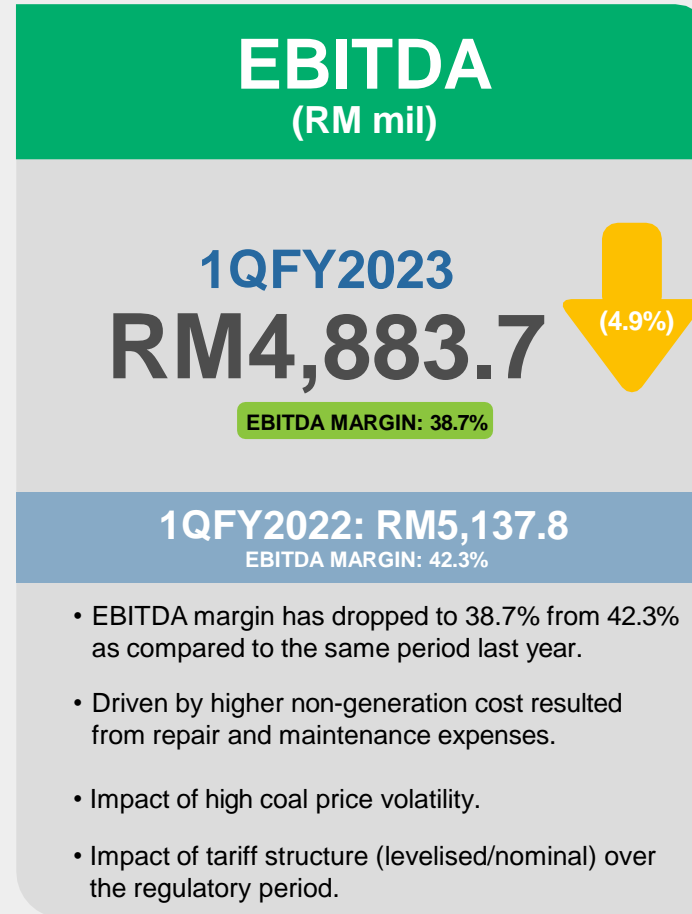 EBITDA
(RM mil)
1QFY2023
RM4,883.7
(4.9%)
EBITDA MARGIN: 38.7%
1QFY2022: RM5,137.8
EBITDA MARGIN: 42.3%
• EBITDA margin has dropped to 38.7% from 42.3%
as compared to the same period last year.
• Driven by higher non-generation cost resulted
from repair and maintenance expenses.
• Impact of high coal price volatility.
• Impact of tariff structure (levelised/nominal) over
the regulatory period.